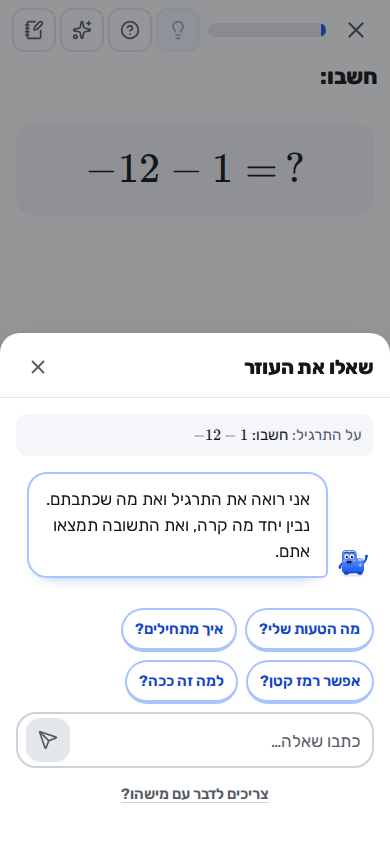 חשבו:
−12 − 1 = ?
שאלו את העוזר
על התרגיל: חשבו: −12 − 1
אני רואה את התרגיל ואת מה שכתבתם.
נבין יחד מה קרה, ואת התשובה תמצאו
אתם.
מה הטעות שלי?
איך מתחילים?
אפשר רמז קטן?
למה זה ככה?
כתבו שאלה...
צריכים לדבר עם מישהו?